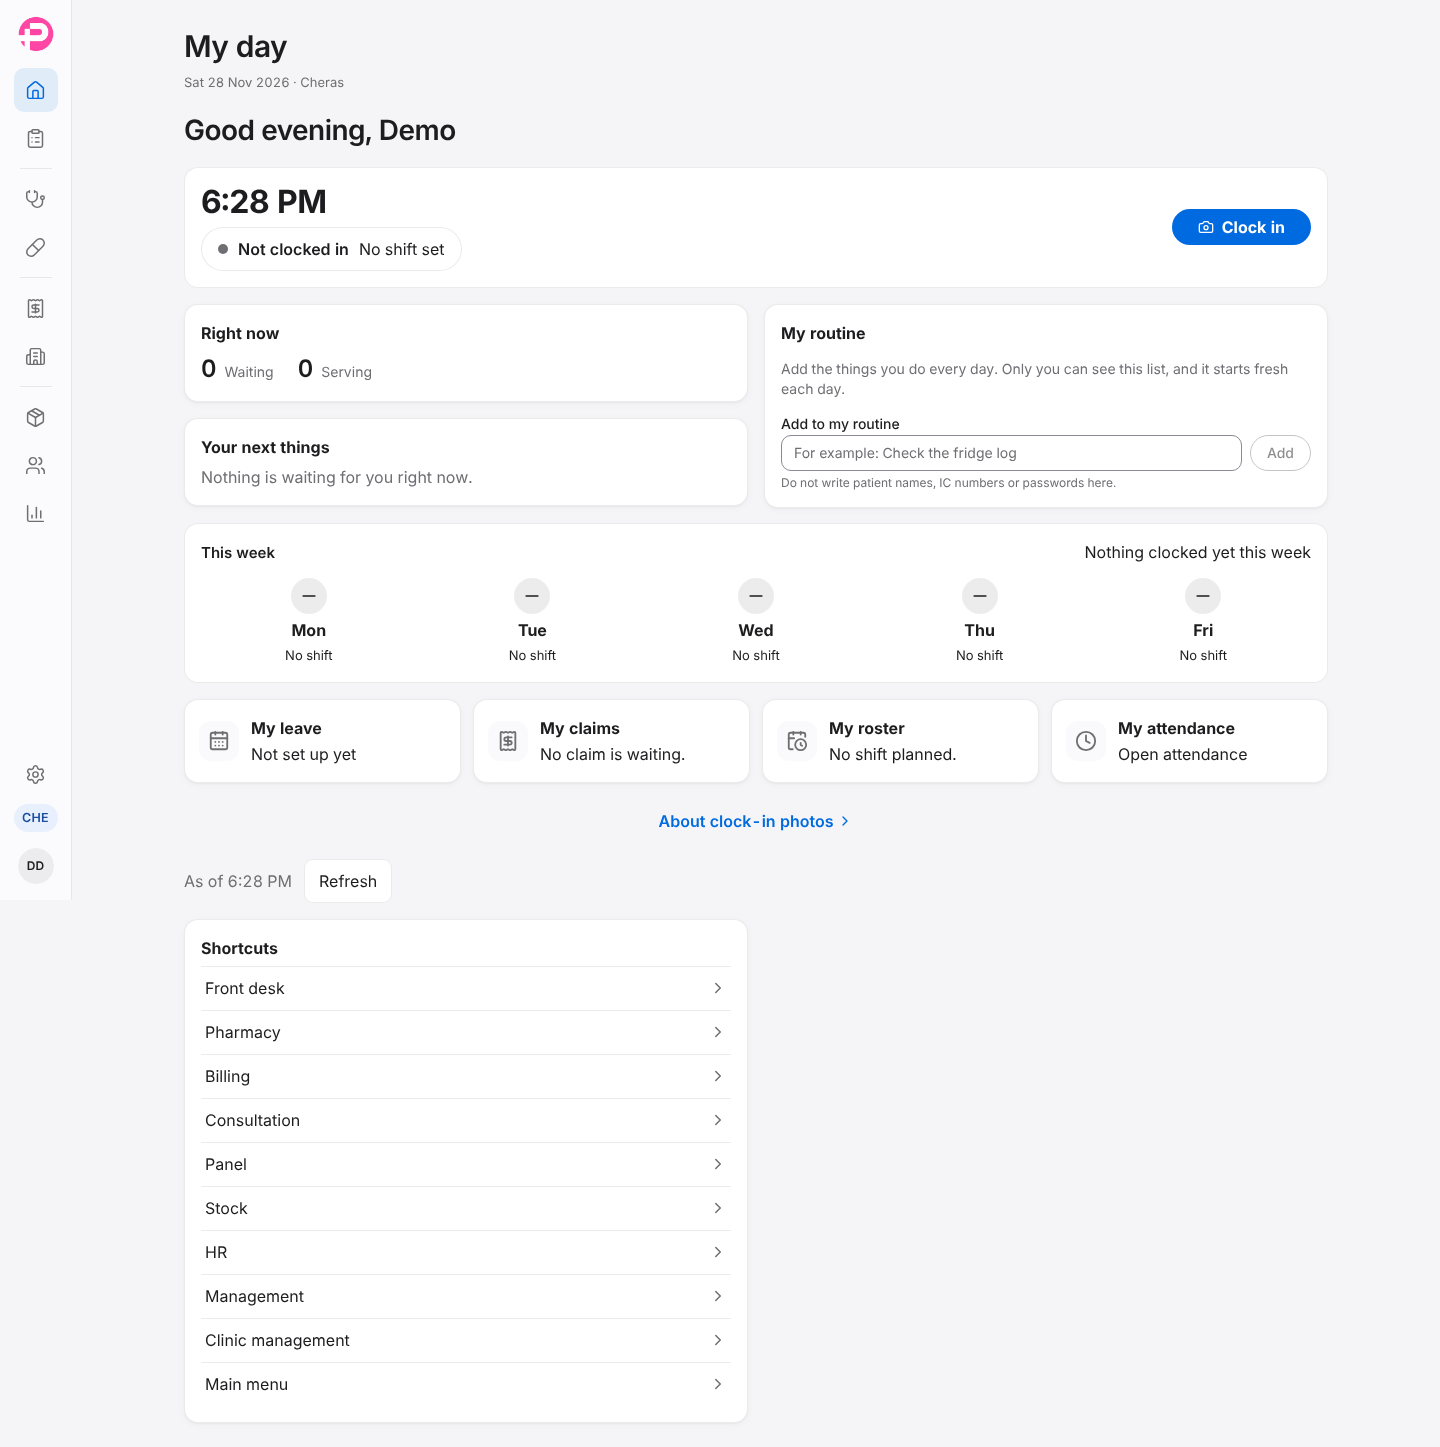 My day
Sat 28 Nov 2026 · Cheras
Good evening, Demo
6:28 PM
Not clocked in No shift set
Clock in
Right now
0 Waiting 0 Serving
Your next things
Nothing is waiting for you right now.
My routine
Add the things you do every day. Only you can see this list, and it starts fresh
each day.
Add to my routine
For example: Check the fridge log
Add
Do not write patient names, IC numbers or passwords here.
This week
Nothing clocked yet this week
Mon Tue Wed Thu Fri
No shift No shift No shift No shift No shift
My leave
Not set up yet
My claims
No claim is waiting.
My roster
No shift planned.
My attendance
Open attendance
About clock-in photos
As of 6:28 PM Refresh
Shortcuts
Front desk
Pharmacy
Billing
Consultation
Panel
Stock
HR
Management
Clinic management
Main menu
CHE
DD